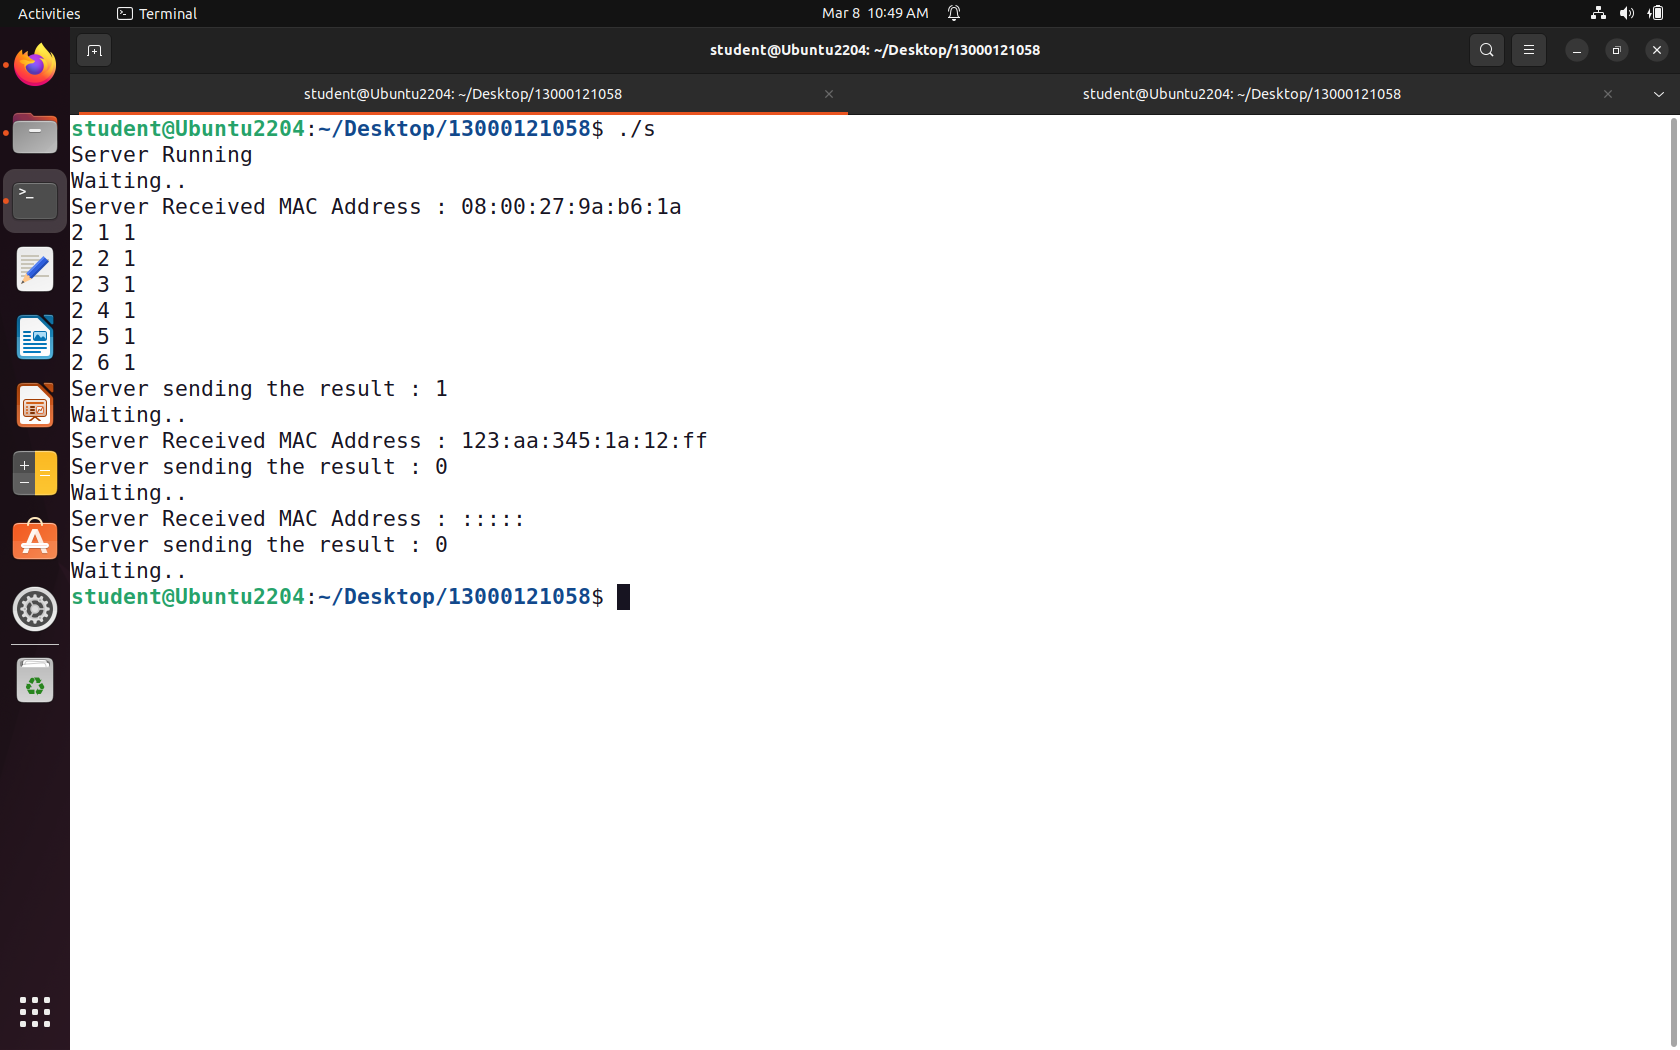 Activities
Terminal
Mar 8 10:49 AM
student@Ubuntu2204: ~/Desktop/13000121058
student@Ubuntu2204: ~/Desktop/13000121058
student@Ubuntu2204: ~/Desktop/13000121058
student@Ubuntu2204:~/Desktop/13000121058$ ./s
Server Running
Waiting..
Server Received MAC Address : 08:00:27:9a:b6:1a
2 1 1
2 2 1
2 3 1
2 4 1
2 5 1
2 6 1
Server sending the result : 1
Waiting..
Server Received MAC Address : 123:aa:345:1a:12:ff
Server sending the result : 0
Waiting..
Server Received MAC Address : :::::
Server sending the result : 0
Waiting..
student@Ubuntu2204:~/Desktop/13000121058$